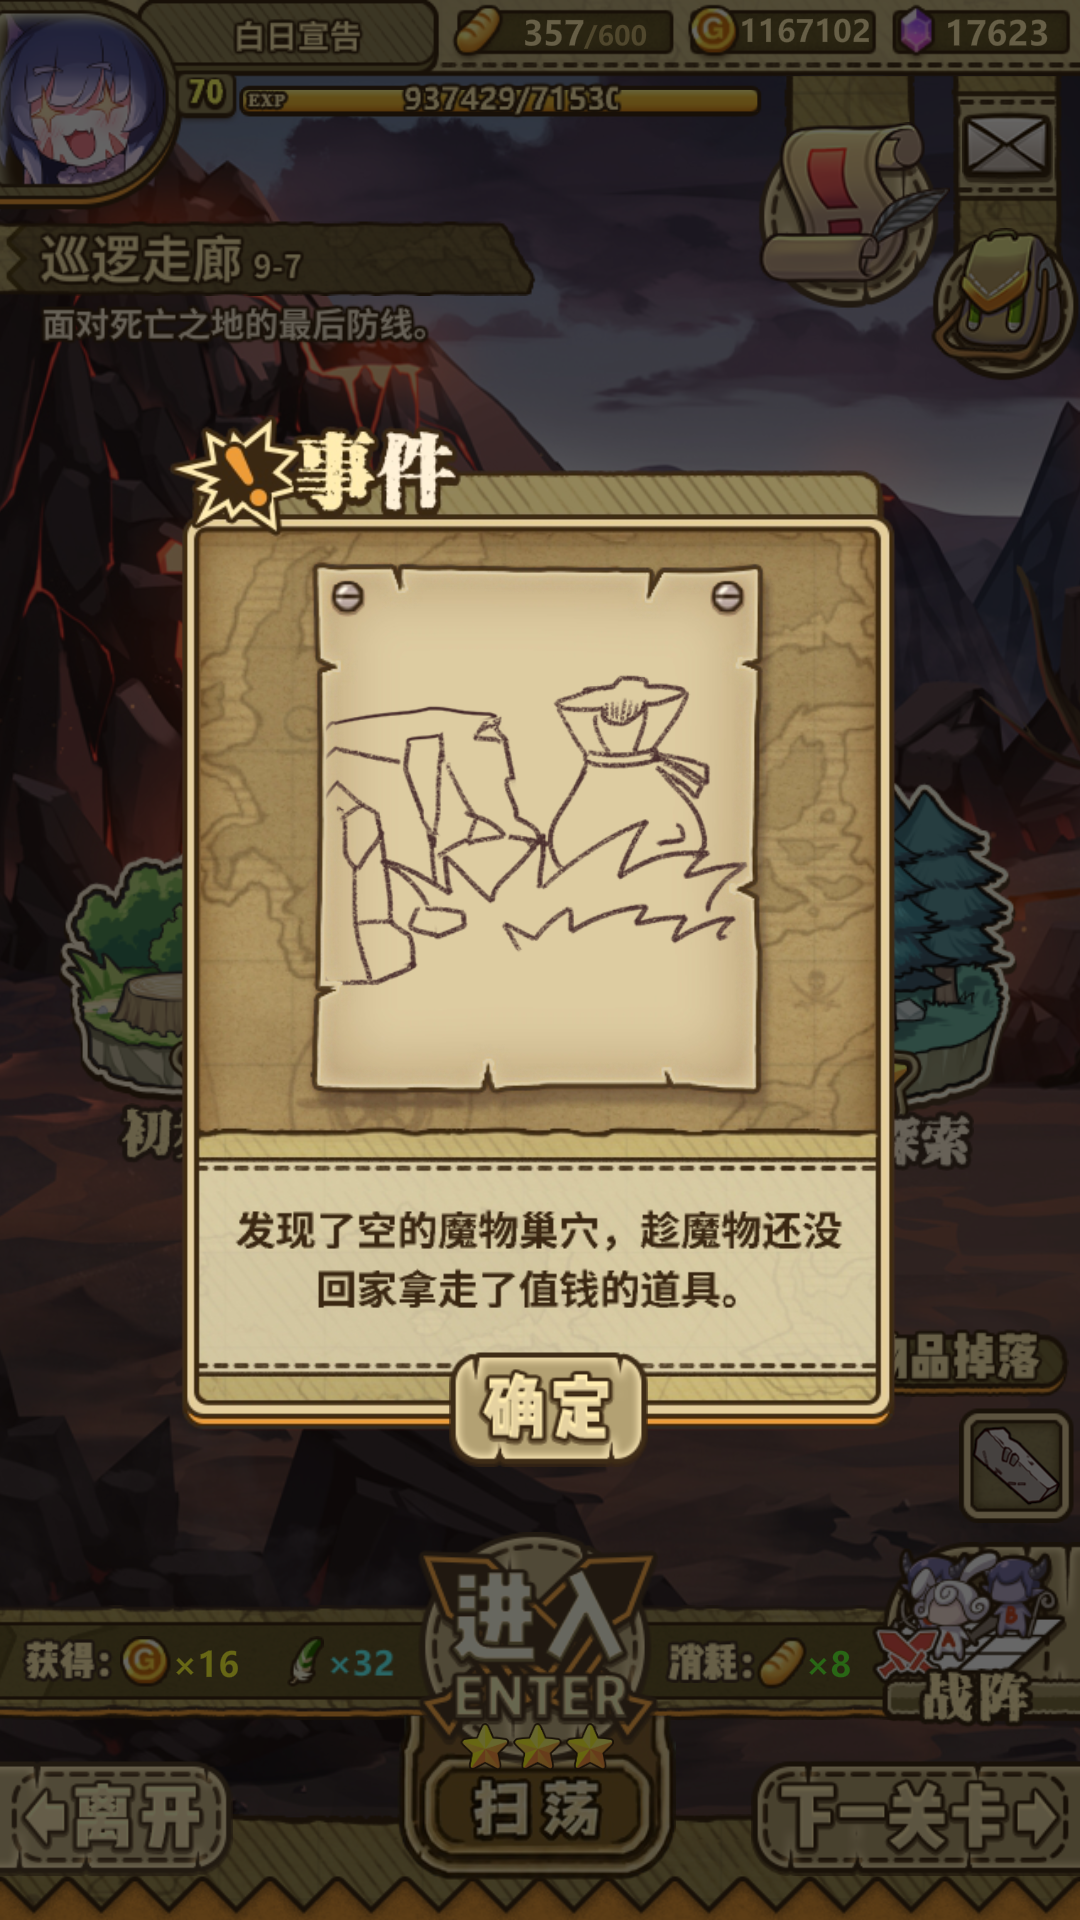 白日宣告
357/600
1167102
17623
70
EXP
937429/71530
巡逻走廊 9-7
面对死亡之地的最后防线。
事件
初
探索
发现了空的魔物巢穴，趁魔物还没
回家拿走了值钱的道具。
确定
物品掉落
进入
ENTER
获得：
×16
×32
消耗：
×8
A
B
战阵
扫荡
离开
下一关卡